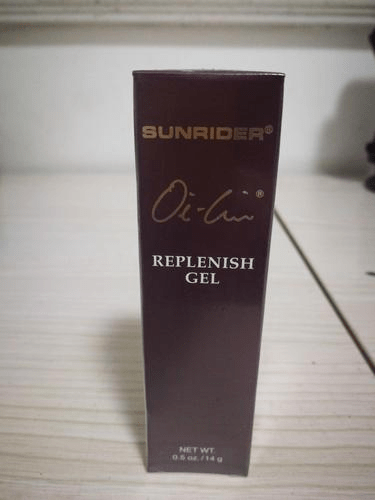 SUNRIDER®
Oi-Lin®
REPLENISH
GEL
NET WT.
0.5 oz. / 14 g